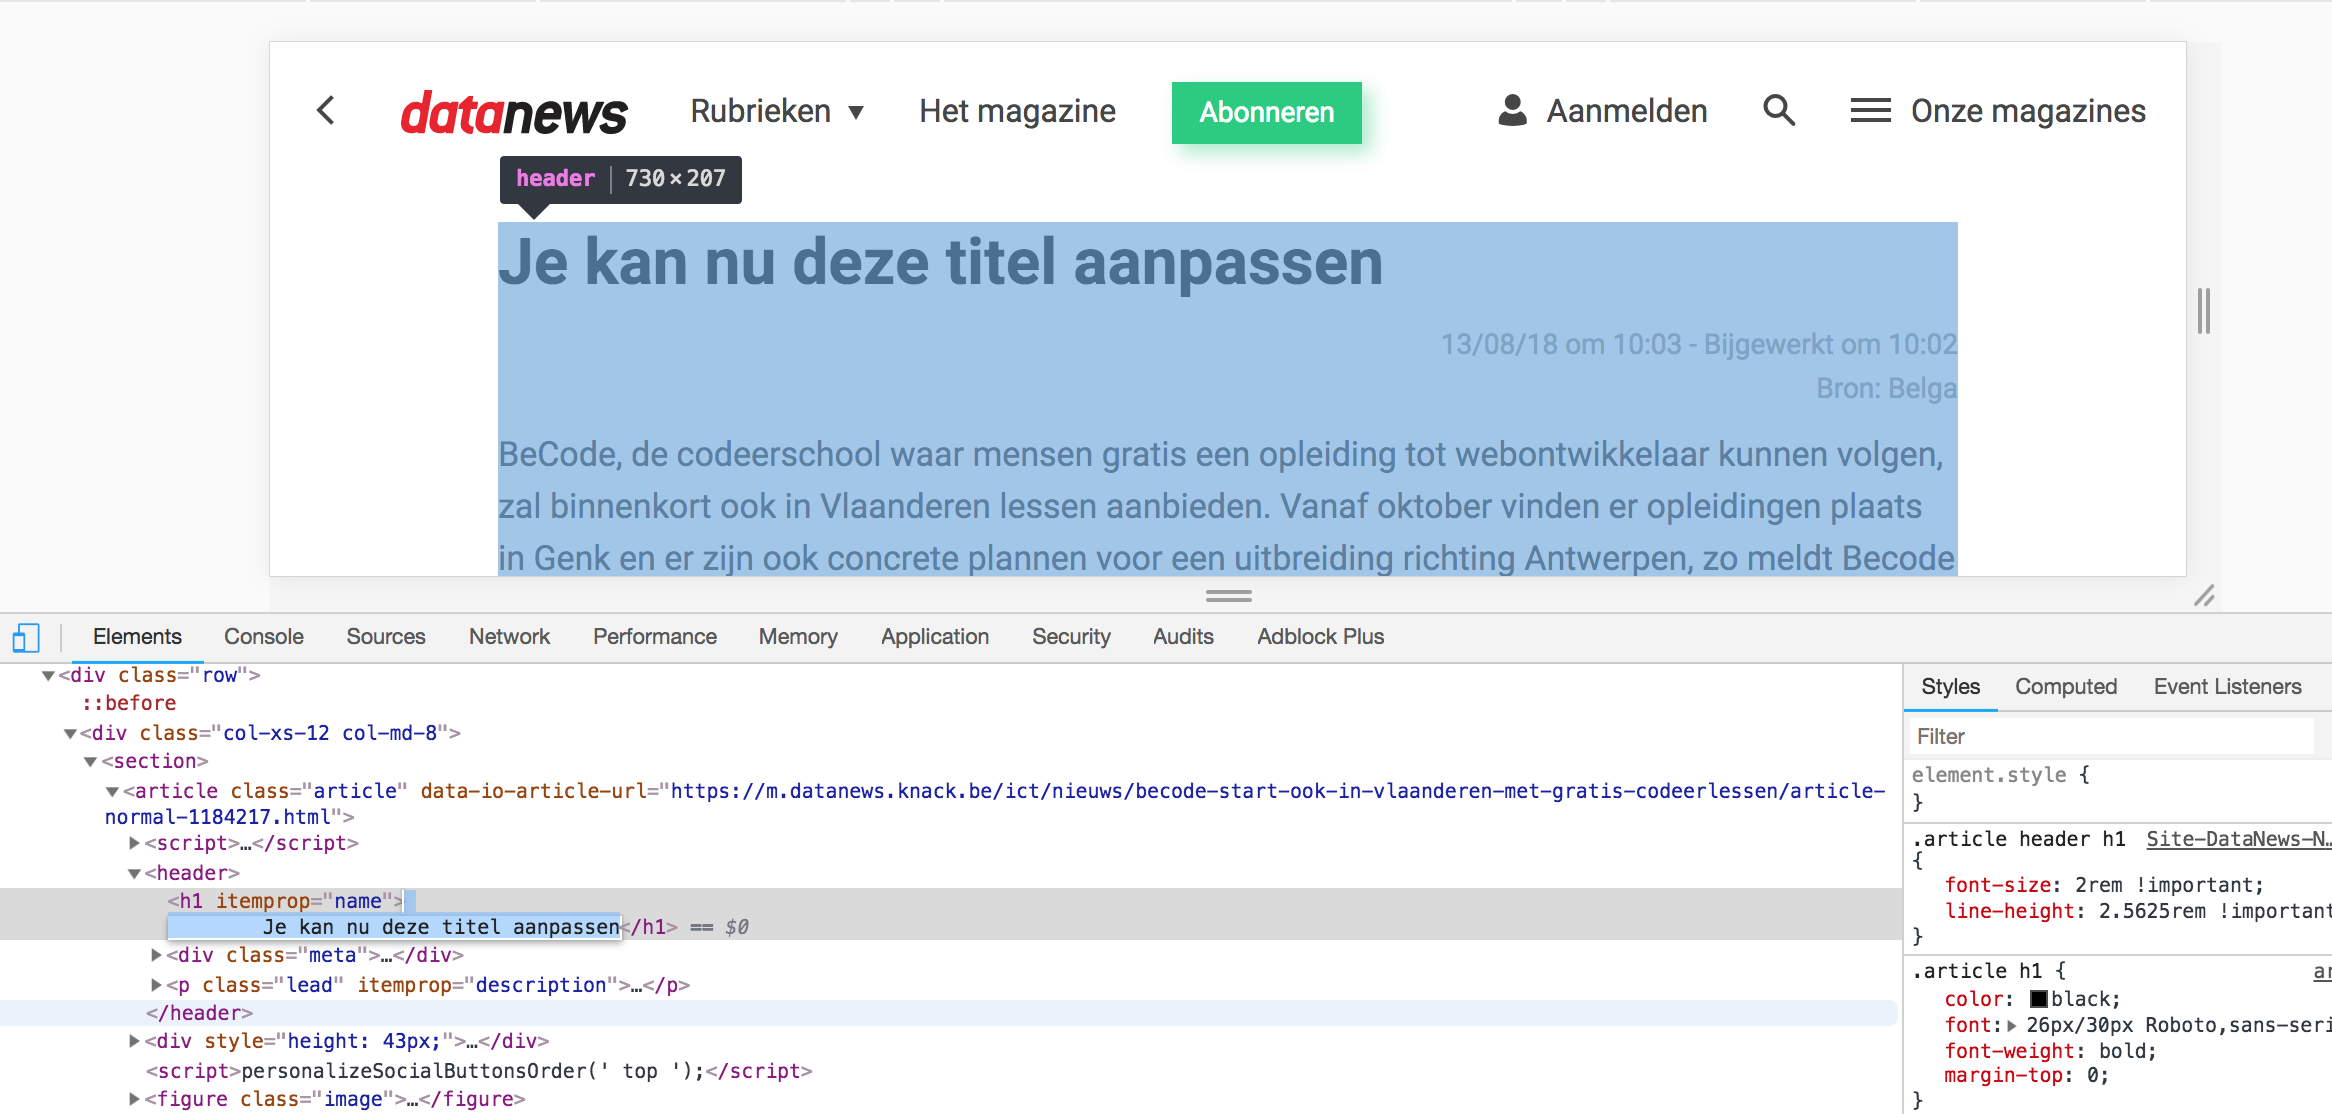 datanews Rubrieken ▼ Het magazine Abonneren Aanmelden Onze magazines
header 730 × 207
Je kan nu deze titel aanpassen
13/08/18 om 10:03 - Bijgewerkt om 10:02
Bron: Belga
BeCode, de codeerschool waar mensen gratis een opleiding tot webontwikkelaar kunnen volgen,
zal binnenkort ook in Vlaanderen lessen aanbieden. Vanaf oktober vinden er opleidingen plaats
in Genk en er zijn ook concrete plannen voor een uitbreiding richting Antwerpen, zo meldt Becode
Elements Console Sources Network Performance Memory Application Security Audits Adblock Plus
▼<div class="row">
::before
▼<div class="col-xs-12 col-md-8">
▼<section>
▼<article class="article" data-io-article-url="https://m.datanews.knack.be/ict/nieuws/becode-start-ook-in-vlaanderen-met-gratis-codeerlessen/article-
normal-1184217.html">
▶<script>…</script>
▼<header>
<h1 itemprop="name">
Je kan nu deze titel aanpassen</h1> == $0
▶<div class="meta">…</div>
▶<p class="lead" itemprop="description">…</p>
</header>
▶<div style="height: 43px;">…</div>
<script>personalizeSocialButtonsOrder(' top ');</script>
▶<figure class="image">…</figure>
Styles Computed Event Listeners
Filter
element.style {
}
.article header h1 Site-DataNews-N…
{
font-size: 2rem !important;
line-height: 2.5625rem !important
}
.article h1 { ar
color: black;
font:▶ 26px/30px Roboto,sans-seri
font-weight: bold;
margin-top: 0;
}